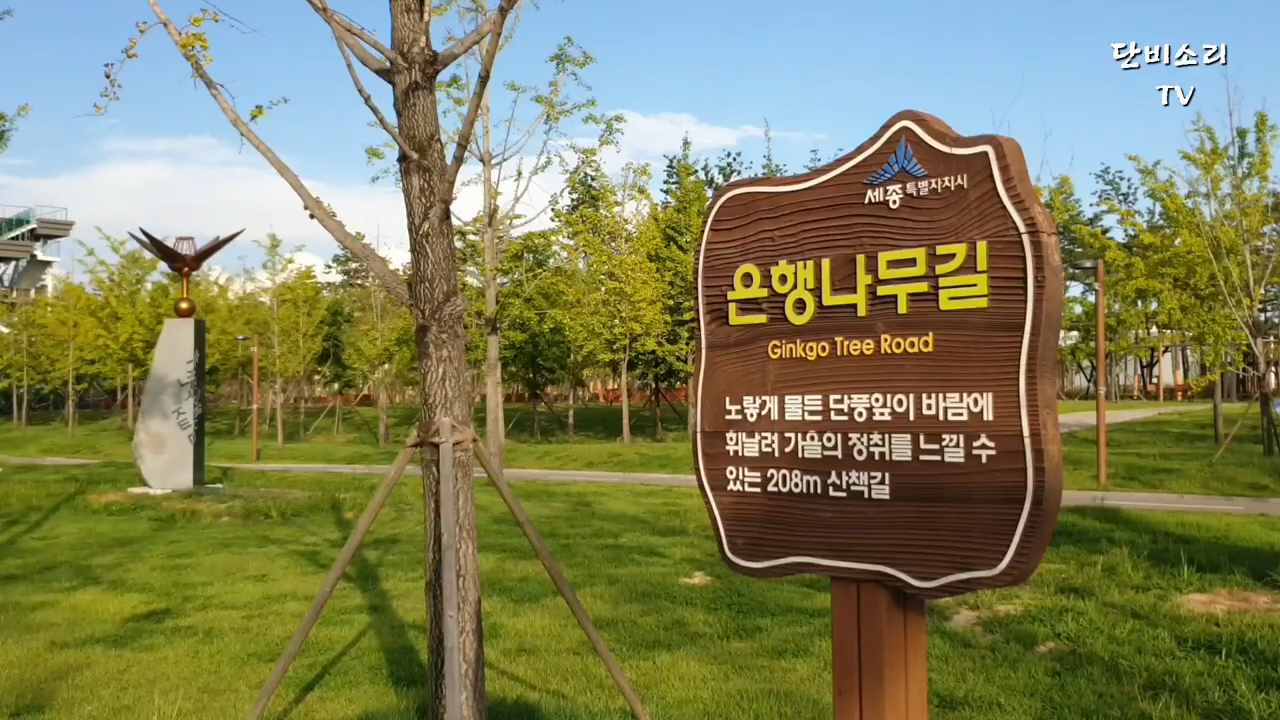 단비소리
TV
세종특별자치시
은행나무길
Ginkgo Tree Road
노랗게 물든 단풍잎이 바람에
휘날려 가을의 정취를 느낄 수
있는 208m 산책길